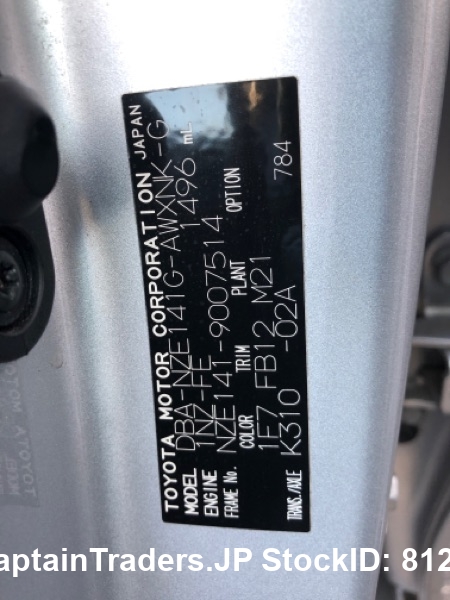 TOYOTA MOTOR CORPORATION JAPAN
MODEL DBA-NZE141G-AWXNK-G
ENGINE 1NZ-FE 1496 mL
FRAME No. NZE141-9007514
COLOR TRIM PLANT OPTION
1F7 FB12 M21 784
TRANS./AXLE K310 -02A
aptainTraders.JP StockID: 812